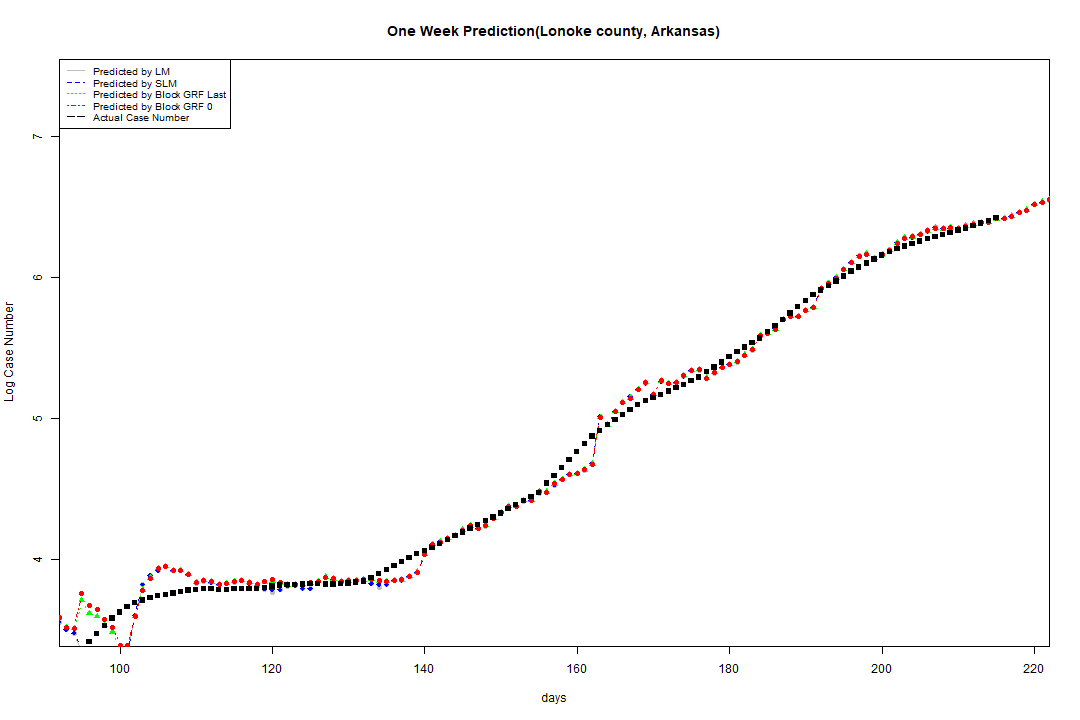 One Week Prediction(Lonoke county, Arkansas)
Predicted by LM
Predicted by SLM
Predicted by Block GRF Last
Predicted by Block GRF 0
Actual Case Number
7
6
5
4
Log Case Number
100 120 140 160 180 200 220
days